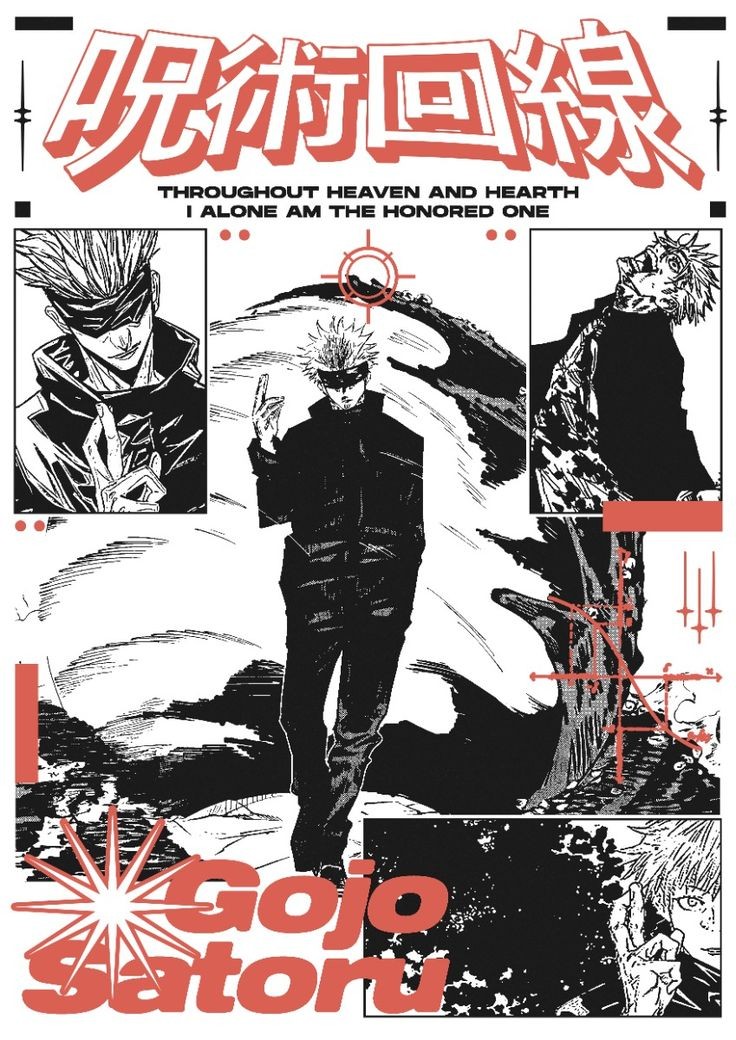 呪術回線
THROUGHOUT HEAVEN AND HEARTH
I ALONE AM THE HONORED ONE
Gojo
Satoru